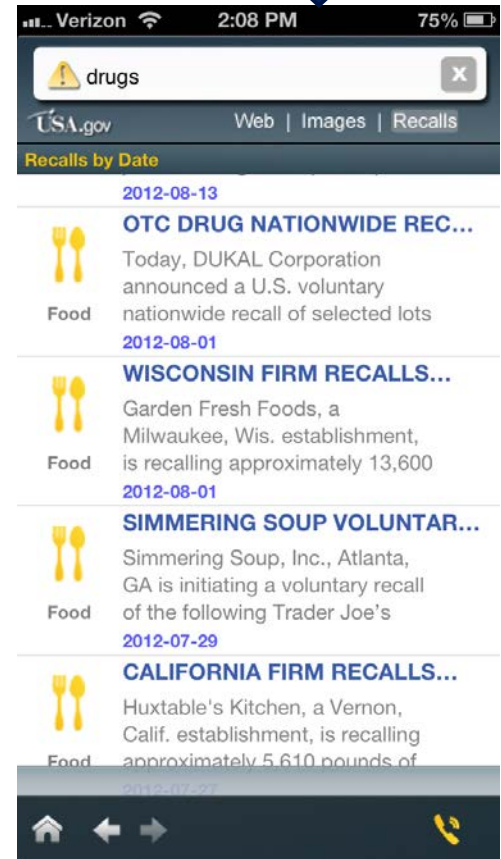 Verizon 2:08 PM 75%
drugs
USA.gov Web | Images | Recalls
Recalls by Date
2012-08-13
OTC DRUG NATIONWIDE REC...
Today, DUKAL Corporation
announced a U.S. voluntary
Food nationwide recall of selected lots
2012-08-01
WISCONSIN FIRM RECALLS...
Garden Fresh Foods, a
Milwaukee, Wis. establishment,
Food is recalling approximately 13,600
2012-08-01
SIMMERING SOUP VOLUNTAR...
Simmering Soup, Inc., Atlanta,
GA is initiating a voluntary recall
Food of the following Trader Joe's
2012-07-29
CALIFORNIA FIRM RECALLS...
Huxtable's Kitchen, a Vernon,
Calif. establishment, is recalling
Food approximately 5,610 pounds of
2012-07-27